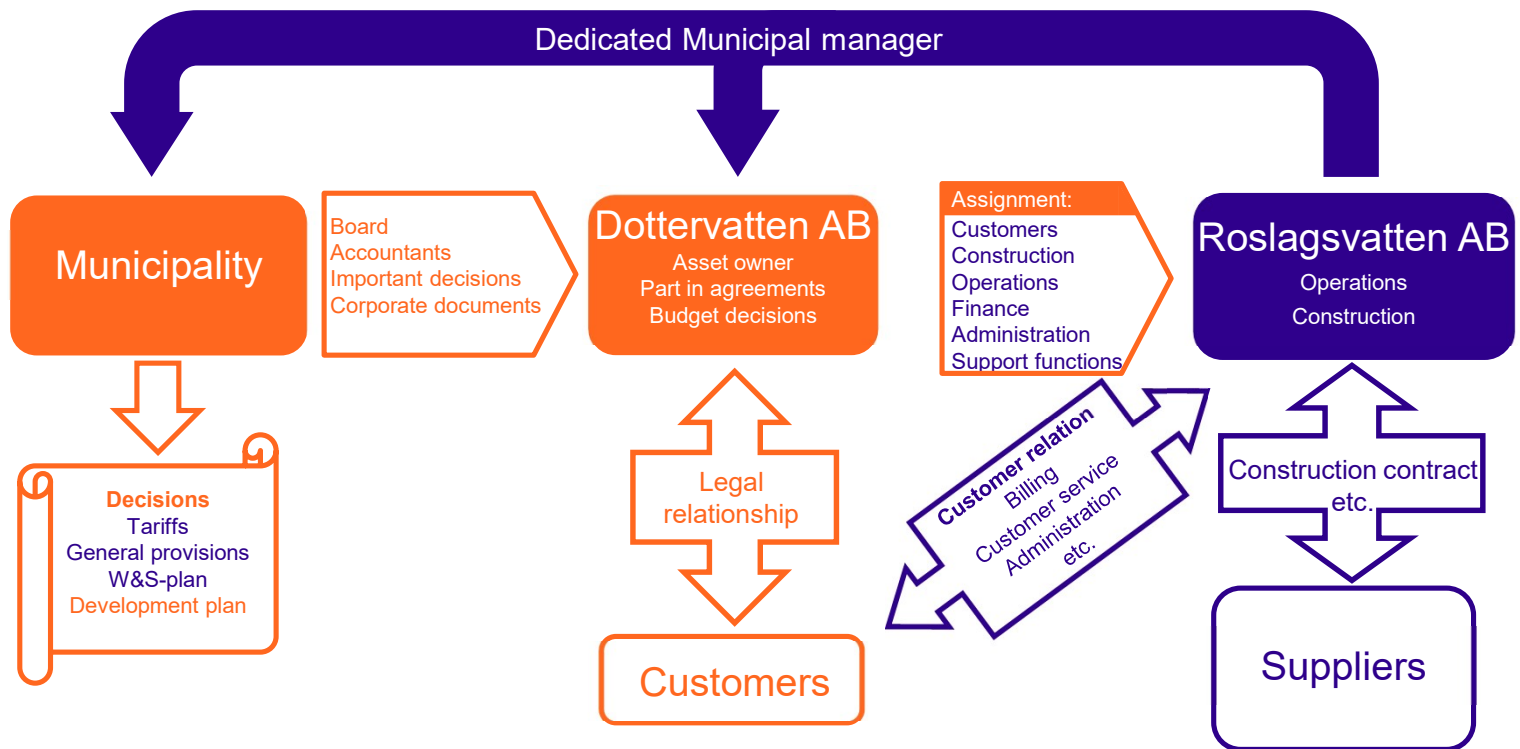 Dedicated Municipal manager
Municipality
Board
Accountants
Important decisions
Corporate documents
Dottervatten AB
Asset owner
Part in agreements
Budget decisions
Assignment:
Customers
Construction
Operations
Finance
Administration
Support functions
Roslagsvatten AB
Operations
Construction
Decisions
Tariffs
General provisions
W&S-plan
Development plan
Legal
relationship
Customer relation
Billing
Customer service
Administration
etc.
Construction contract
etc.
Customers
Suppliers